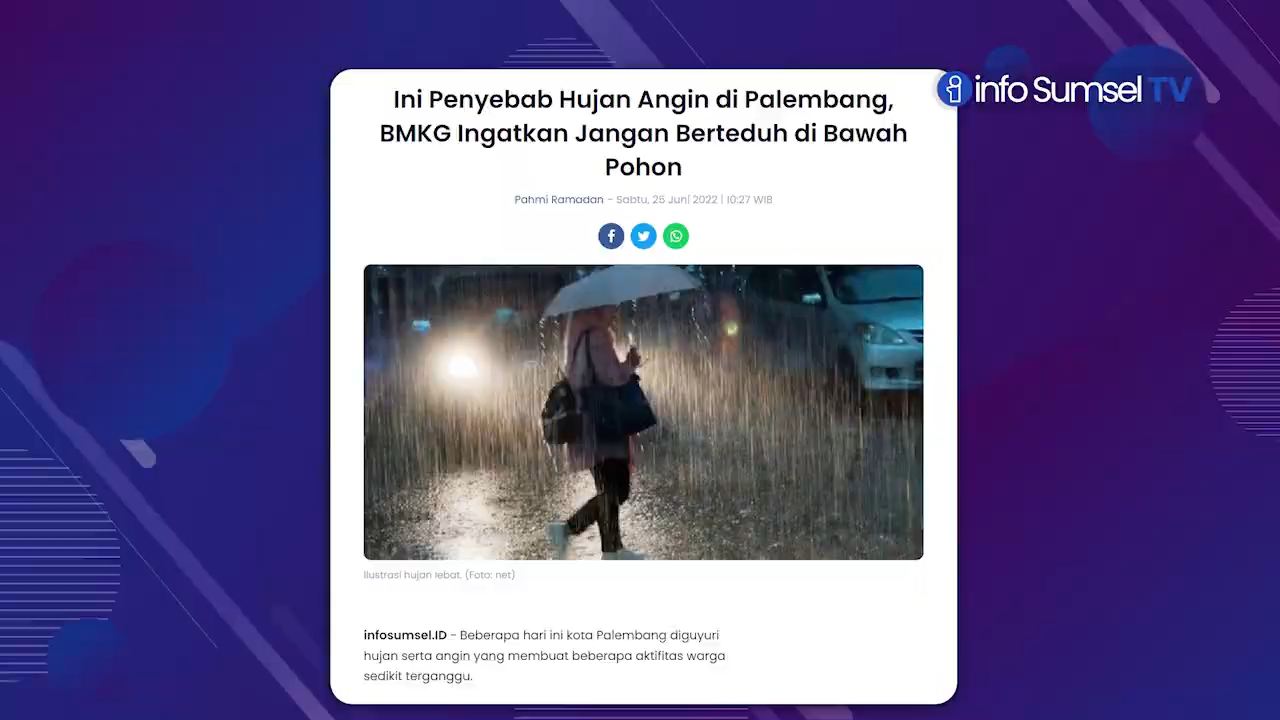 info Sumsel TV
Ini Penyebab Hujan Angin di Palembang,
BMKG Ingatkan Jangan Berteduh di Bawah
Pohon
Pahmi Ramadan - Sabtu, 25 Juni 2022 | 10:27 WIB
Ilustrasi hujan lebat. (Foto: net)
infosumsel.ID - Beberapa hari ini kota Palembang diguyuri
hujan serta angin yang membuat beberapa aktifitas warga
sedikit terganggu.